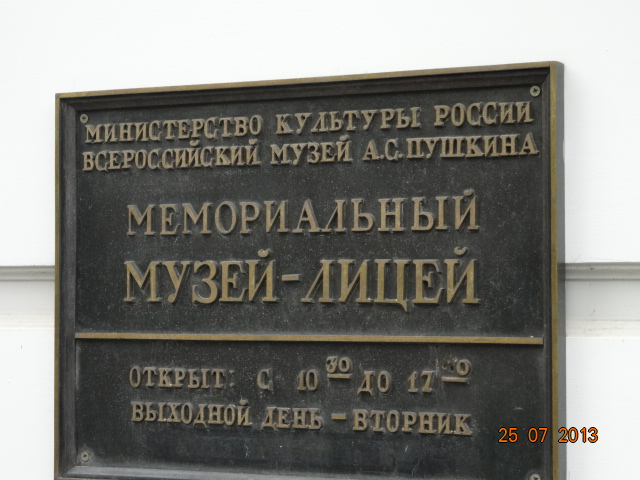 МИНИСТЕРСТВО КУЛЬТУРЫ РОССИИ
ВСЕРОССИЙСКИЙ МУЗЕЙ А.С.ПУШКИНА
МЕМОРИАЛЬНЫЙ
МУЗЕЙ-ЛИЦЕЙ
ОТКРЫТ: С 10 30 ДО 17
ВЫХОДНОЙ ДЕНЬ - ВТОРНИК
25 07 2013